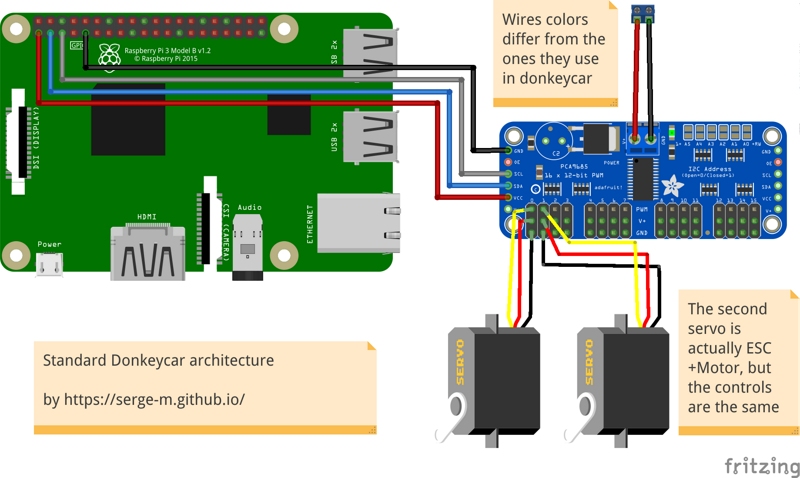 Wires colors
differ from the
ones they use
in donkeycar
GPIO
Raspberry Pi 3 Model B v1.2
© Raspberry Pi 2015
USB 2x
USB 2x
DSI (DISPLAY)
CSI (CAMERA)
HDMI
Audio
ETHERNET
Power
C2
POWER
V+
GND
GND
OE
SCL
SDA
VCC
V+
PCA9685
16 x 12-bit PWM
adafruit!
I2C Address
(Open=0/Closed=1)
A5 A4 A3 A2 A1 A0
GND
OE
SCL
SDA
VCC
V+
PWM
V+
GND
0 1 2 3
4 5 6 7
8 9 10 11
12 13 14 15
SERVO
SERVO
The second
servo is
actually ESC
+Motor, but
the controls
are the same
Standard Donkeycar architecture
by https://serge-m.github.io/
fritzing